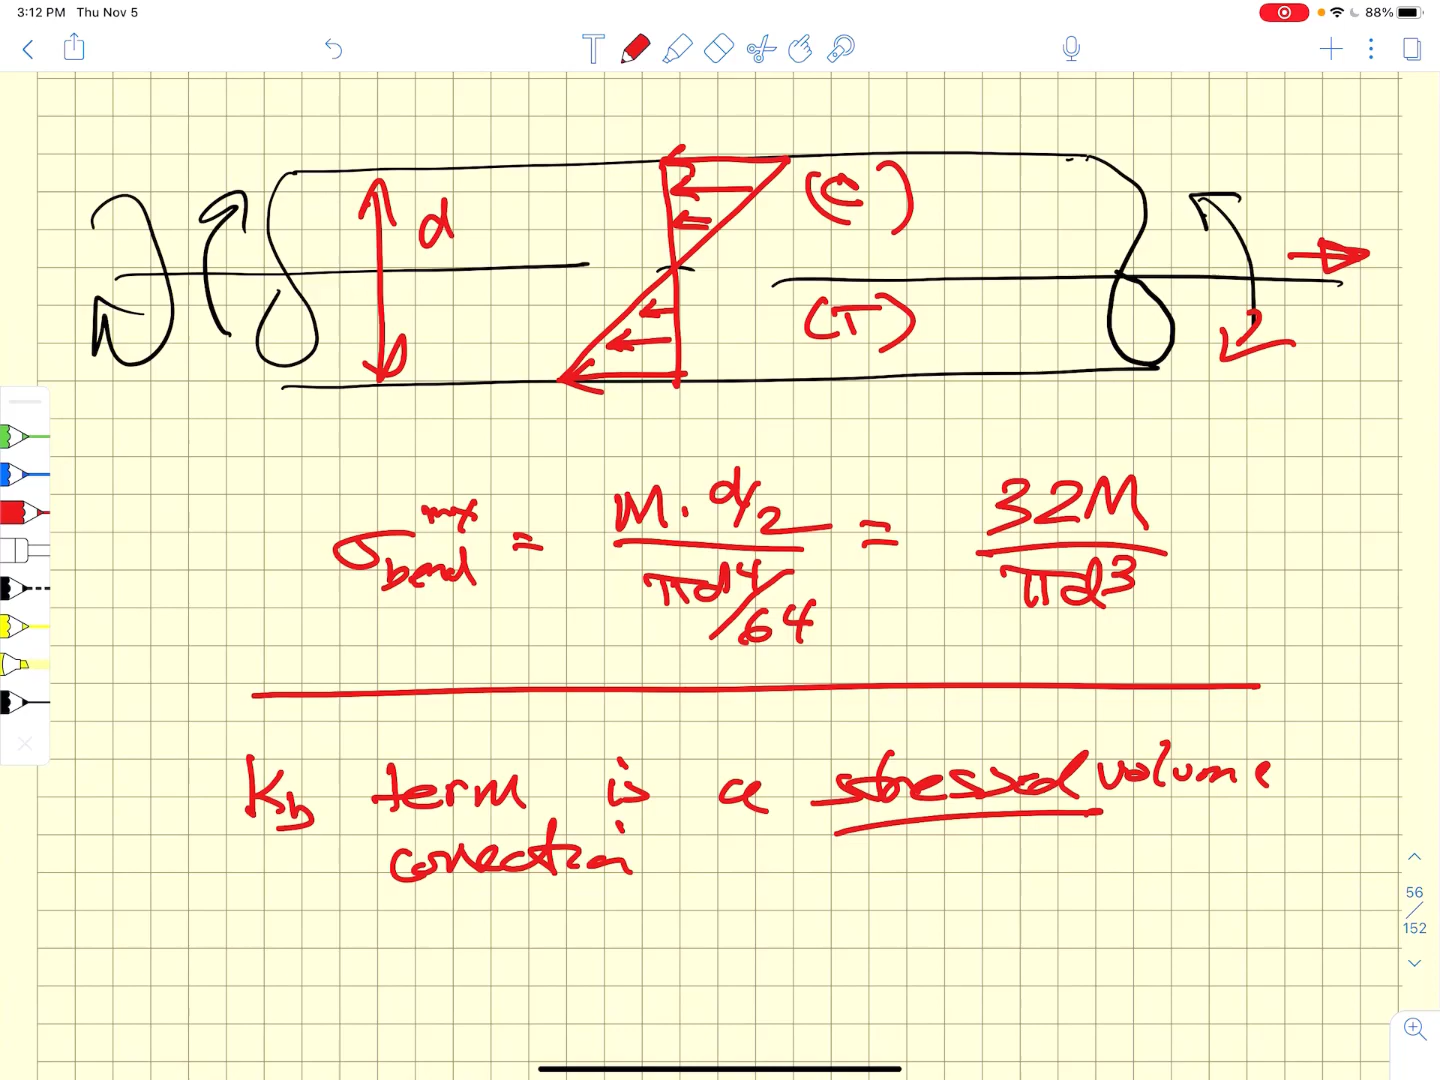 3:12 PM Thu Nov 5
88%
T
d
(C)
(T)
σ max bend = M · d/2 / πd⁴/64 = 32M / πd³
K_b term is a stressed volume
correction
56
/
152